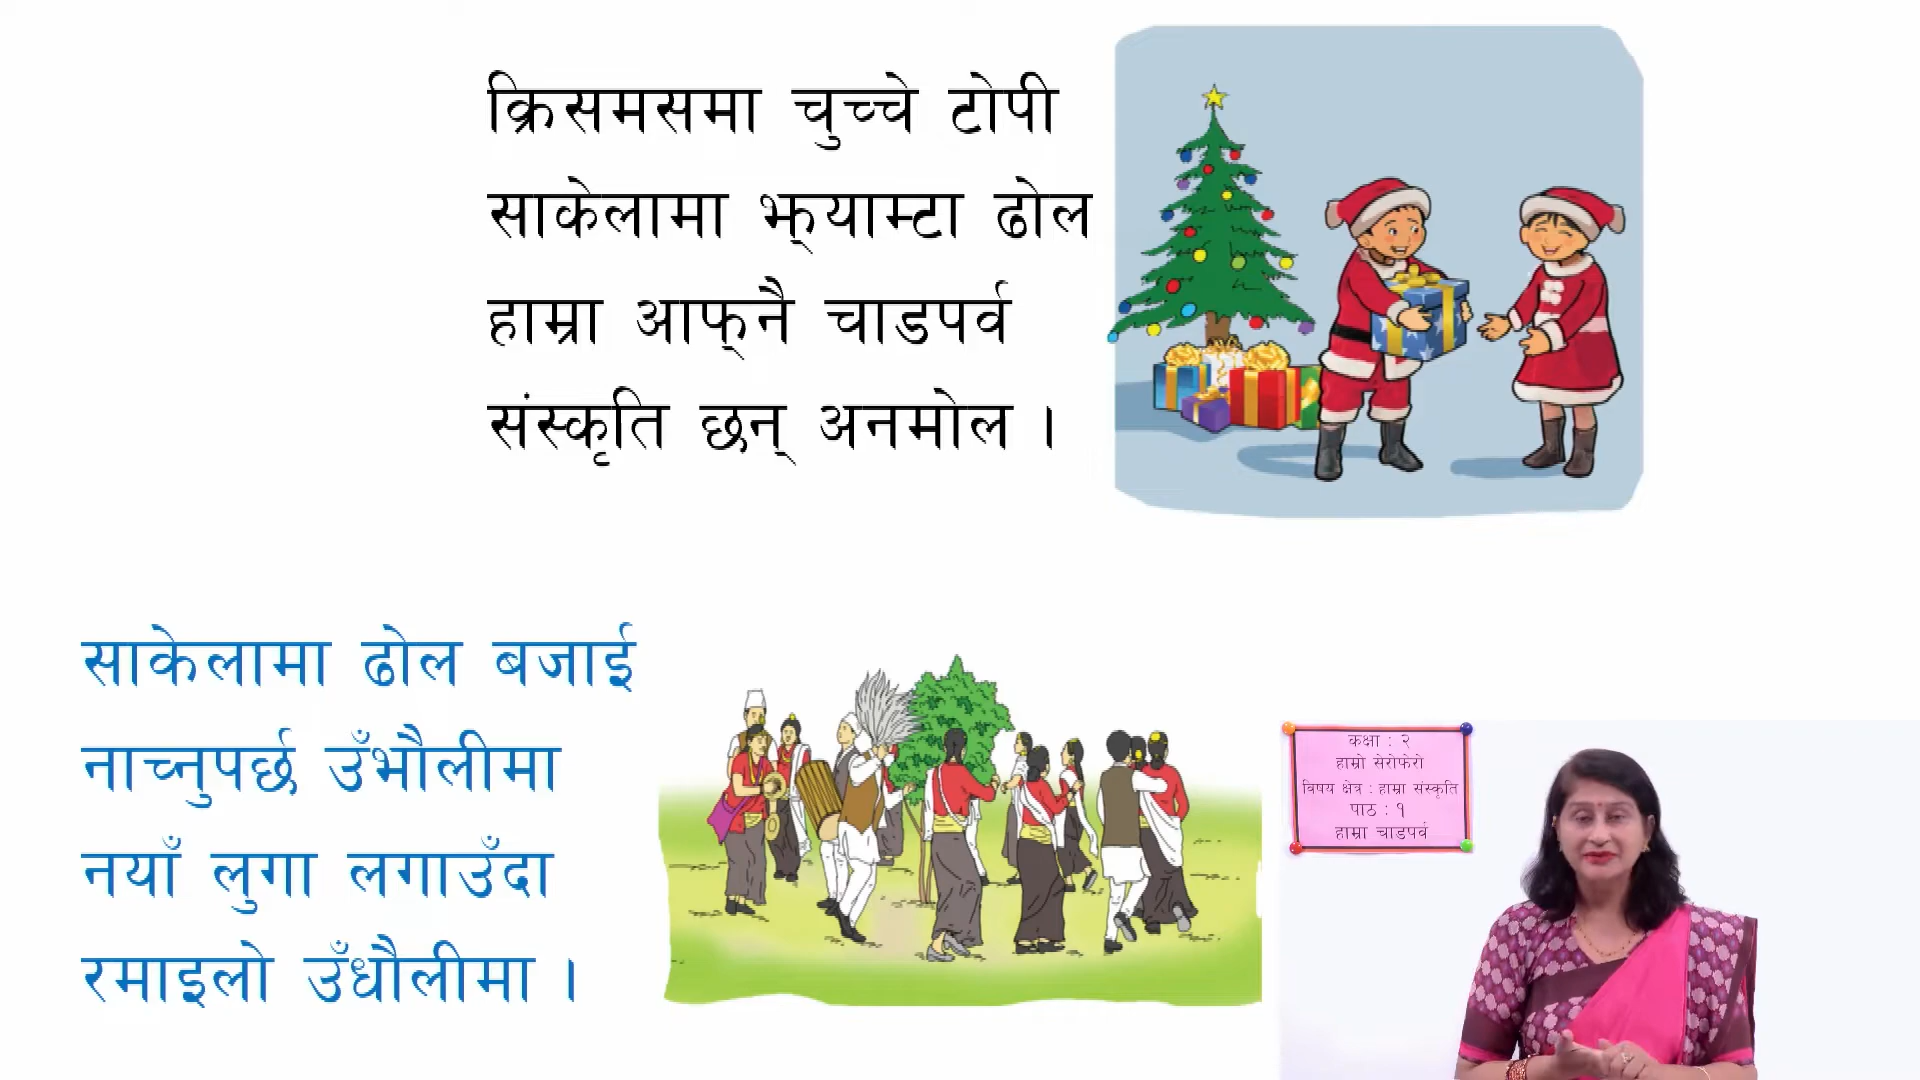 क्रिसमसमा चुच्चे टोपी
साकेलामा झ्याम्टा ढोल
हाम्रा आफ्नै चाडपर्व
संस्कृति छन् अनमोल ।
साकेलामा ढोल बजाई
नाच्नुपर्छ उँभौलीमा
नयाँ लुगा लगाउँदा
रमाइलो उँधौलीमा ।
कक्षा : २
हाम्रो सेरोफेरो
विषय क्षेत्र : हाम्रा संस्कृति
पाठ : १
हाम्रा चाडपर्व